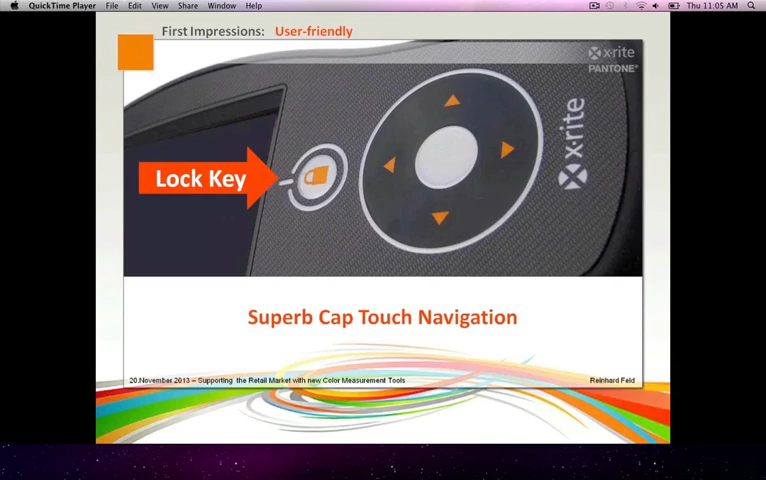 QuickTime Player File Edit View Share Window Help Thu 11:05 AM
First Impressions: User-friendly
x·rite
PANTONE®
Lock Key
x·rite
Superb Cap Touch Navigation
20.November 2013 – Supporting the Retail Market with new Color Measurement Tools Reinhard Feld